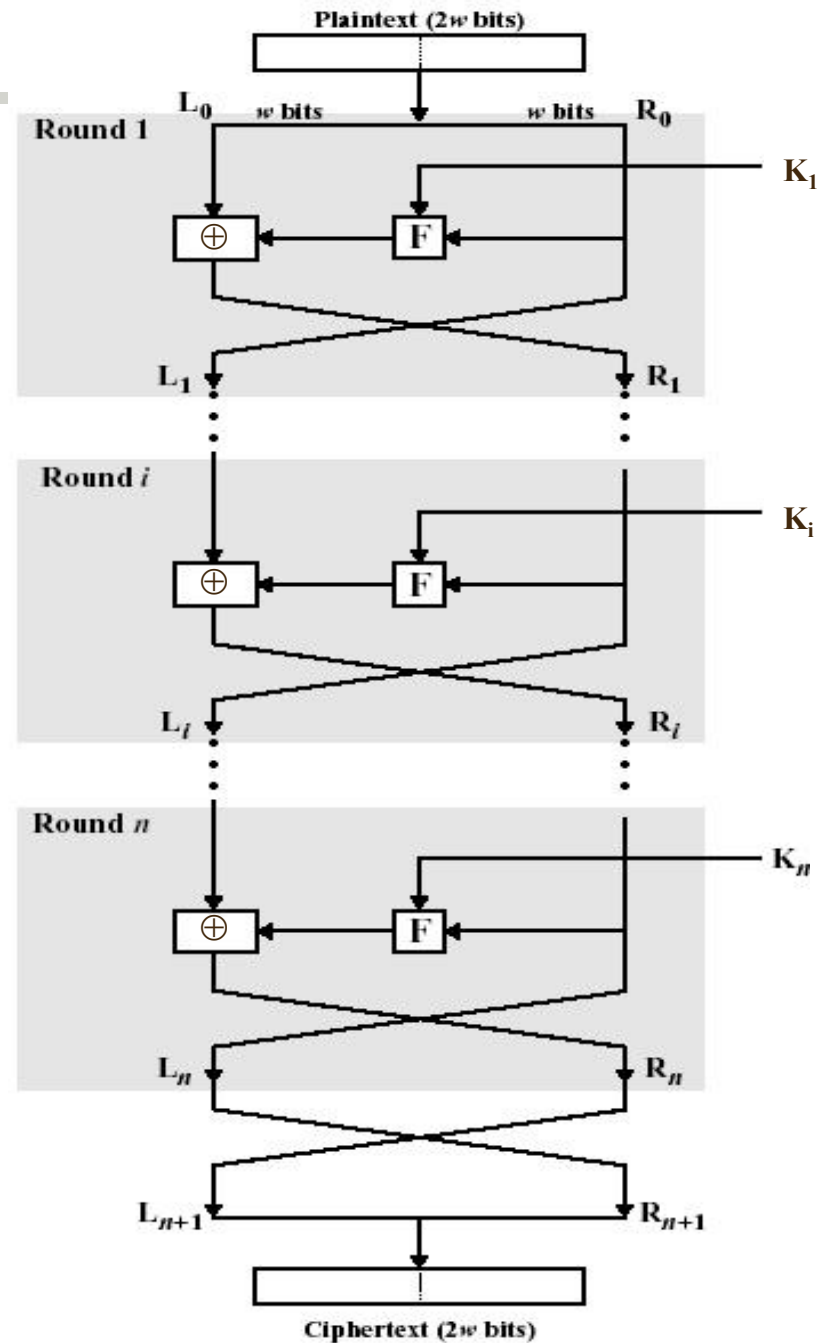 Plaintext (2w bits)
L₀ w bits w bits R₀
Round 1
K₁
⊕ F
L₁ R₁
Round i
Kᵢ
⊕ F
Lᵢ Rᵢ
Round n
Kₙ
⊕ F
Lₙ Rₙ
Lₙ₊₁ Rₙ₊₁
Ciphertext (2w bits)